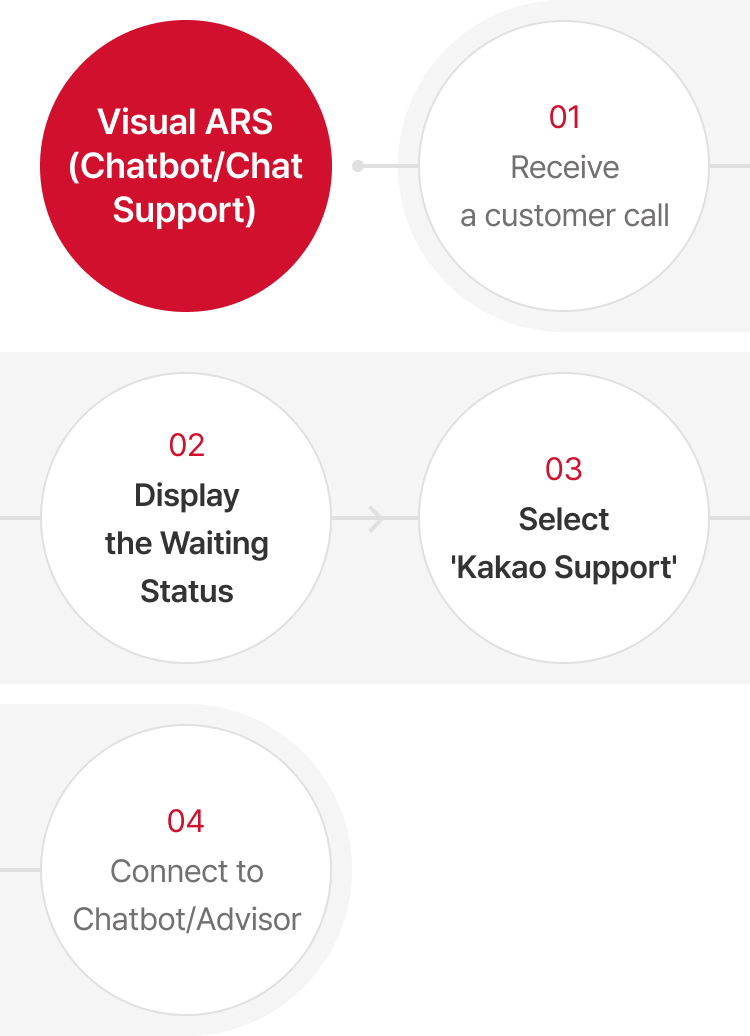 Visual ARS
(Chatbot/Chat
Support)
01
Receive
a customer call
02
Display
the Waiting
Status
03
Select
'Kakao Support'
04
Connect to
Chatbot/Advisor